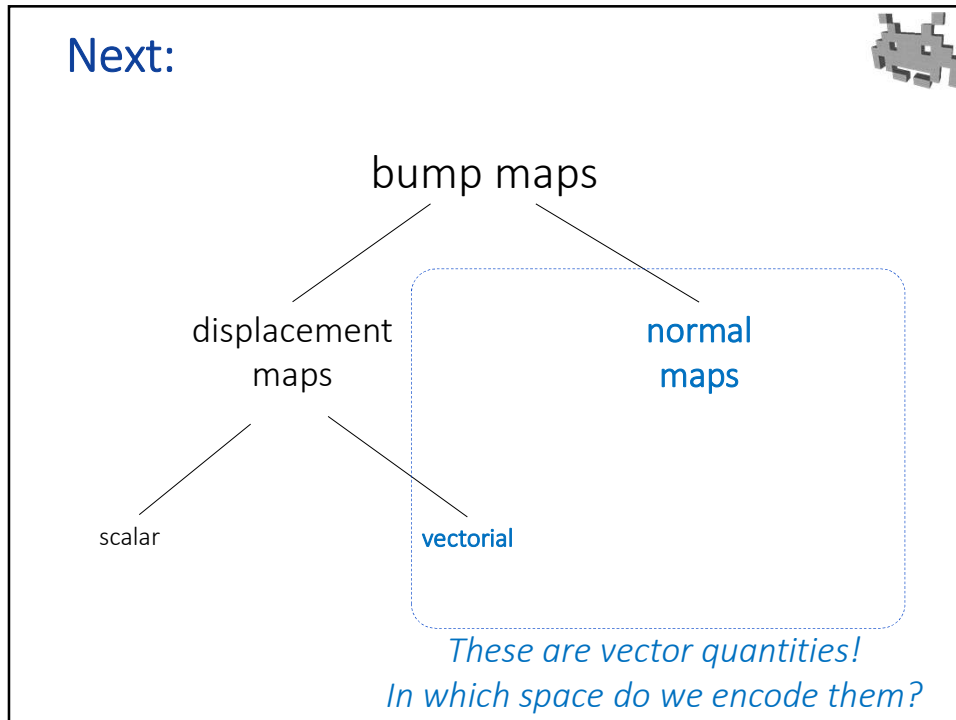 Next:
bump maps
displacement
maps
normal
maps
scalar
vectorial
These are vector quantities!
In which space do we encode them?